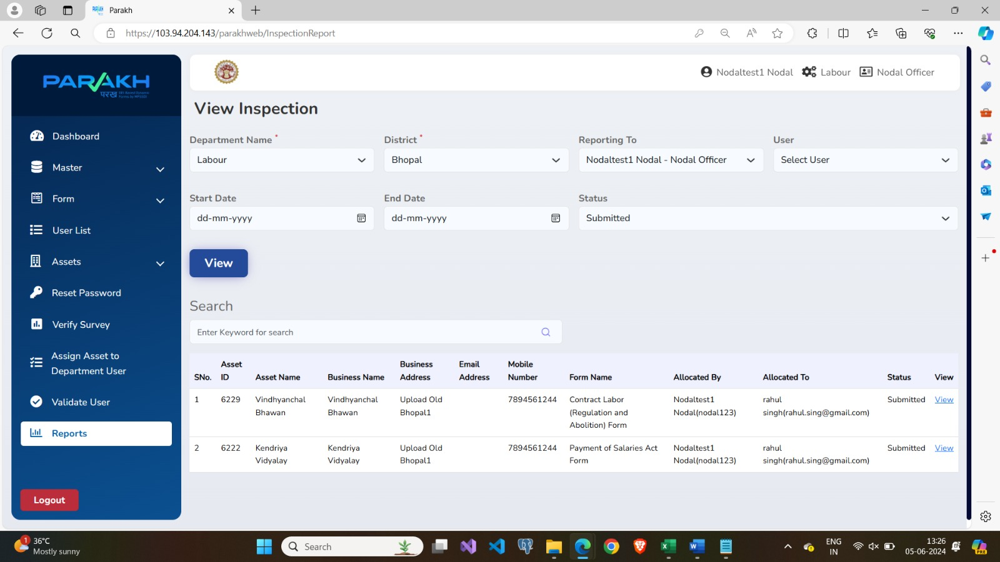 Parakh
https://103.94.204.143/parakhweb/InspectionReport
PARAKH
परख
Nodaltest1 Nodal Labour Nodal Officer
View Inspection
Dashboard
Master
Form
User List
Assets
Reset Password
Verify Survey
Assign Asset to
Department User
Validate User
Reports
Logout
Department Name * District * Reporting To User
Labour Bhopal Nodaltest1 Nodal - Nodal Officer Select User
Start Date End Date Status
dd-mm-yyyy dd-mm-yyyy Submitted
View
Search
Enter Keyword for search
SNo. Asset ID Asset Name Business Name Business Address Email Address Mobile Number Form Name Allocated By Allocated To Status View
1 6229 Vindhyanchal Bhawan Vindhyanchal Bhawan Upload Old Bhopal1 7894561244 Contract Labor (Regulation and Abolition) Form Nodaltest1 Nodal(nodal123) rahul singh(rahul.sing@gmail.com) Submitted View
2 6222 Kendriya Vidyalay Kendriya Vidyalay Upload Old Bhopal1 7894561244 Payment of Salaries Act Form Nodaltest1 Nodal(nodal123) rahul singh(rahul.sing@gmail.com) Submitted View
1
36°C
Mostly sunny
Search
ENG
IN
13:26
05-06-2024
PRE